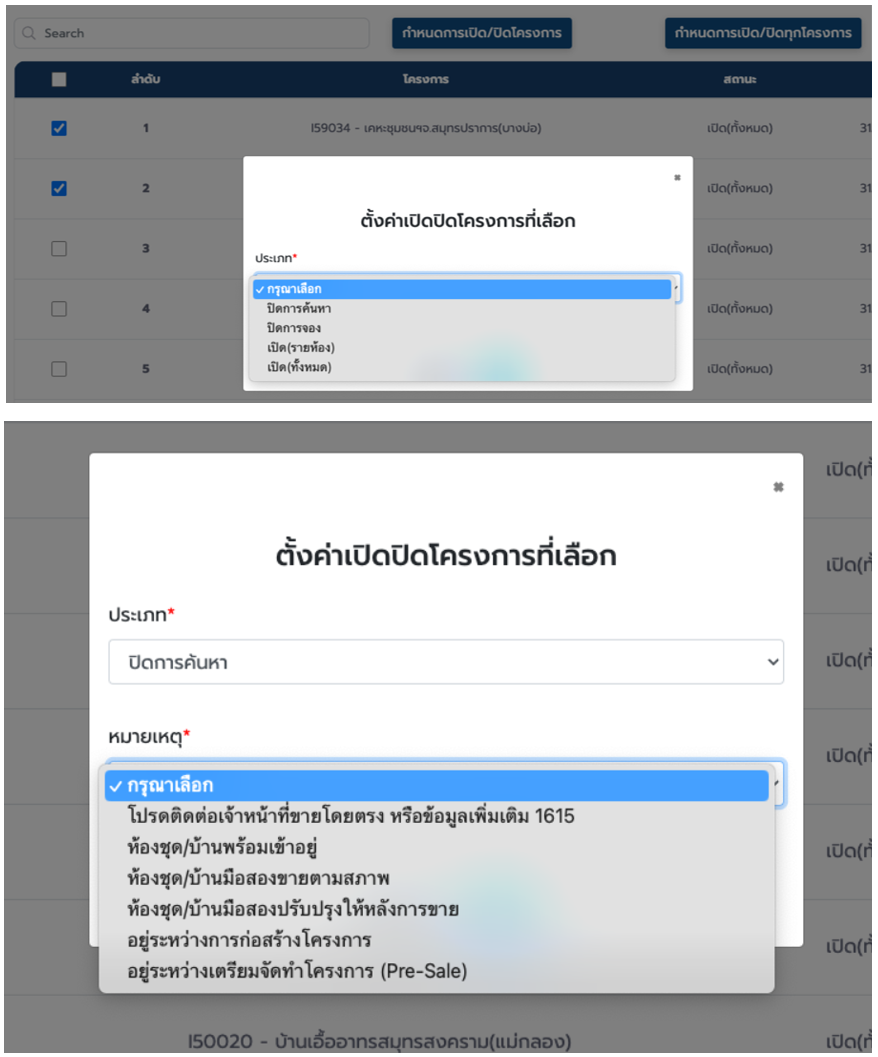 Search กำหนดการเปิด/ปิดโครงการ กำหนดการเปิด/ปิดทุกโครงการ
ลำดับ โครงการ สถานะ
1 I59034 - เคหะชุมชนฯจ.สมุทรปราการ(บางบ่อ) เปิด(ทั้งหมด) 31
2 เปิด(ทั้งหมด) 31
ตั้งค่าเปิดปิดโครงการที่เลือก
3 เปิด(ทั้งหมด) 31
ประเภท*
✓ กรุณาเลือก
4 ปิดการค้นหา เปิด(ทั้งหมด) 31
ปิดการจอง
เปิด(รายห้อง)
5 เปิด(ทั้งหมด) เปิด(ทั้งหมด) 31
ตั้งค่าเปิดปิดโครงการที่เลือก
ประเภท*
ปิดการค้นหา
หมายเหตุ*
✓ กรุณาเลือก
โปรดติดต่อเจ้าหน้าที่ขายโดยตรง หรือข้อมูลเพิ่มเติม 1615
ห้องชุด/บ้านพร้อมเข้าอยู่
ห้องชุด/บ้านมือสองขายตามสภาพ
ห้องชุด/บ้านมือสองปรับปรุงให้หลังการขาย
อยู่ระหว่างการก่อสร้างโครงการ
อยู่ระหว่างเตรียมจัดทำโครงการ (Pre-Sale)
I50020 - บ้านเอื้ออาทรสมุทรสงคราม(แม่กลอง)